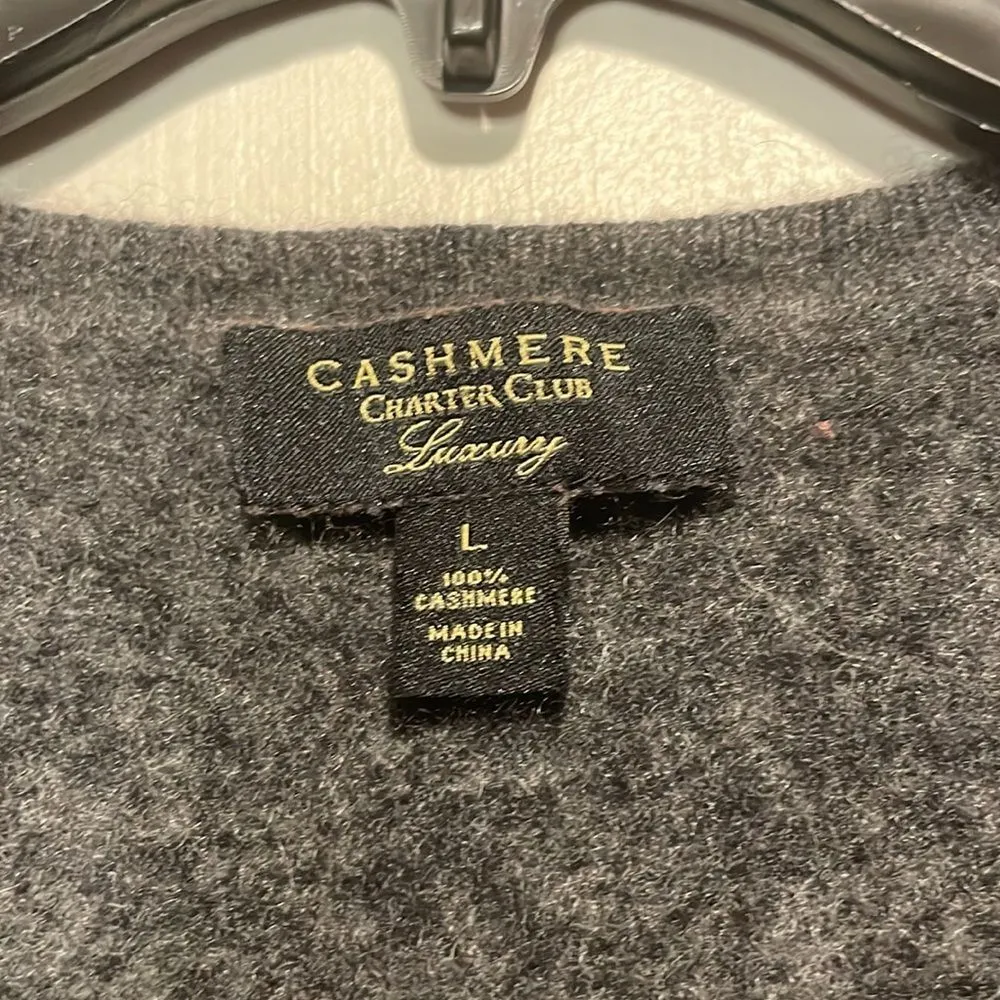 CASHMERE
CHARTER CLUB
Luxury
L
100%
CASHMERE
MADE IN
CHINA